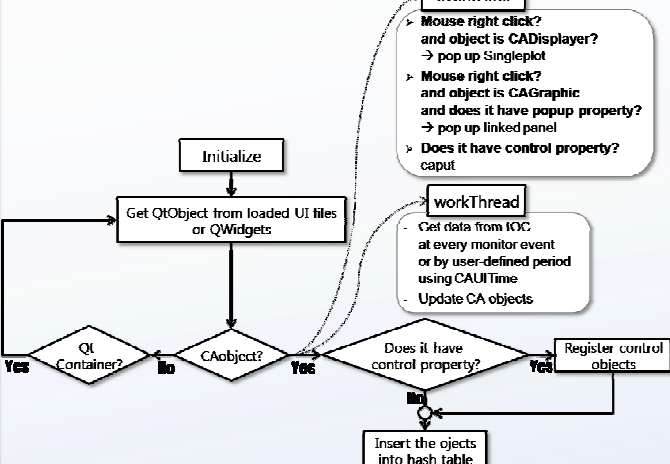 Mouse right click?
and object is CADisplayer?
→ pop up Singleplot
Mouse right click?
and object is CAGraphic
and does it have popup property?
→ pop up linked panel
Does it have control property?
caput
Initialize
Get QtObject from loaded UI files
or QWidgets
workThread
- Get data from IOC
at every monitor event
or by user-defined period
using CAUITime
- Update CA objects
Qt
Container?
CAobject?
Does it have
control property?
Register control
objects
Yes
No
Yes
Yes
No
Insert the ojects
into hash table